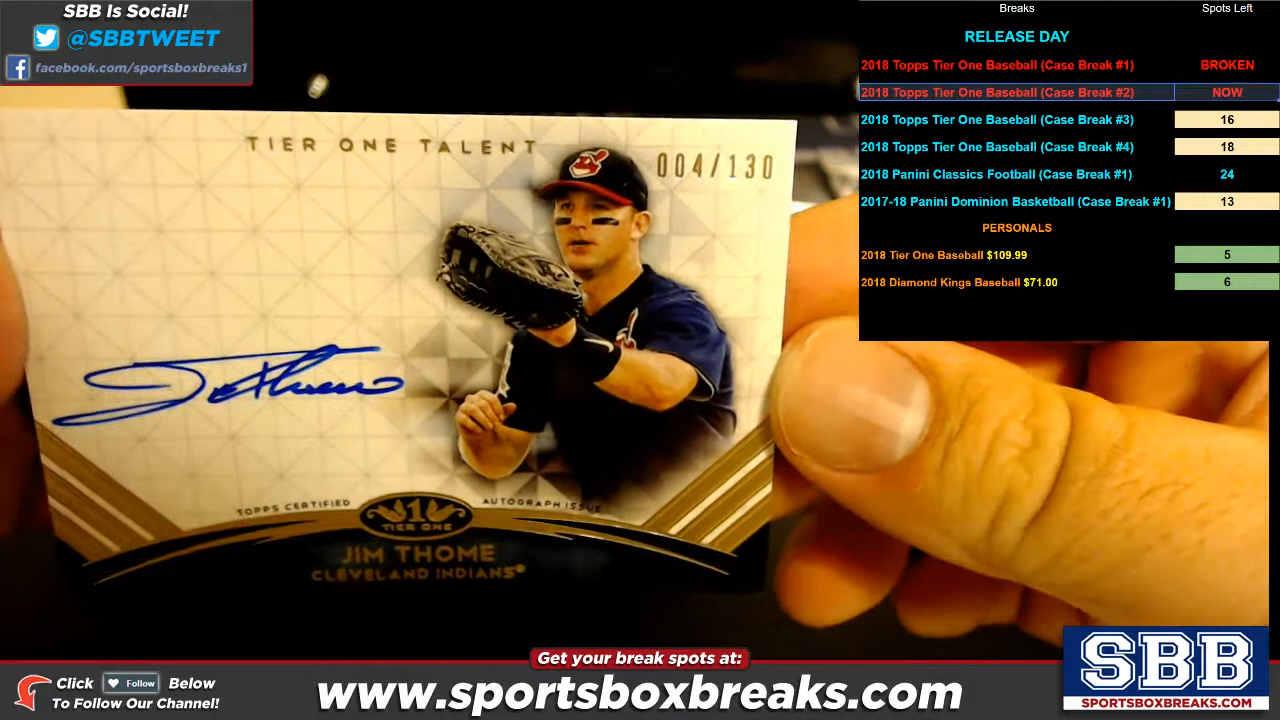 SBB Is Social!
@SBBTWEET
facebook.com/sportsboxbreaks1
Breaks Spots Left
RELEASE DAY
2018 Topps Tier One Baseball (Case Break #1) BROKEN
2018 Topps Tier One Baseball (Case Break #2) NOW
2018 Topps Tier One Baseball (Case Break #3) 16
2018 Topps Tier One Baseball (Case Break #4) 18
2018 Panini Classics Football (Case Break #1) 24
2017-18 Panini Dominion Basketball (Case Break #1) 13
PERSONALS
2018 Tier One Baseball $109.99 5
2018 Diamond Kings Baseball $71.00 6
TIER ONE TALENT
004/130
Jim Thome
TOPPS CERTIFIED AUTOGRAPH ISSUE
1
TIER ONE
JIM THOME
CLEVELAND INDIANS®
Get your break spots at:
www.sportsboxbreaks.com
Click Follow Below
To Follow Our Channel!
SBB
SPORTSBOXBREAKS.COM